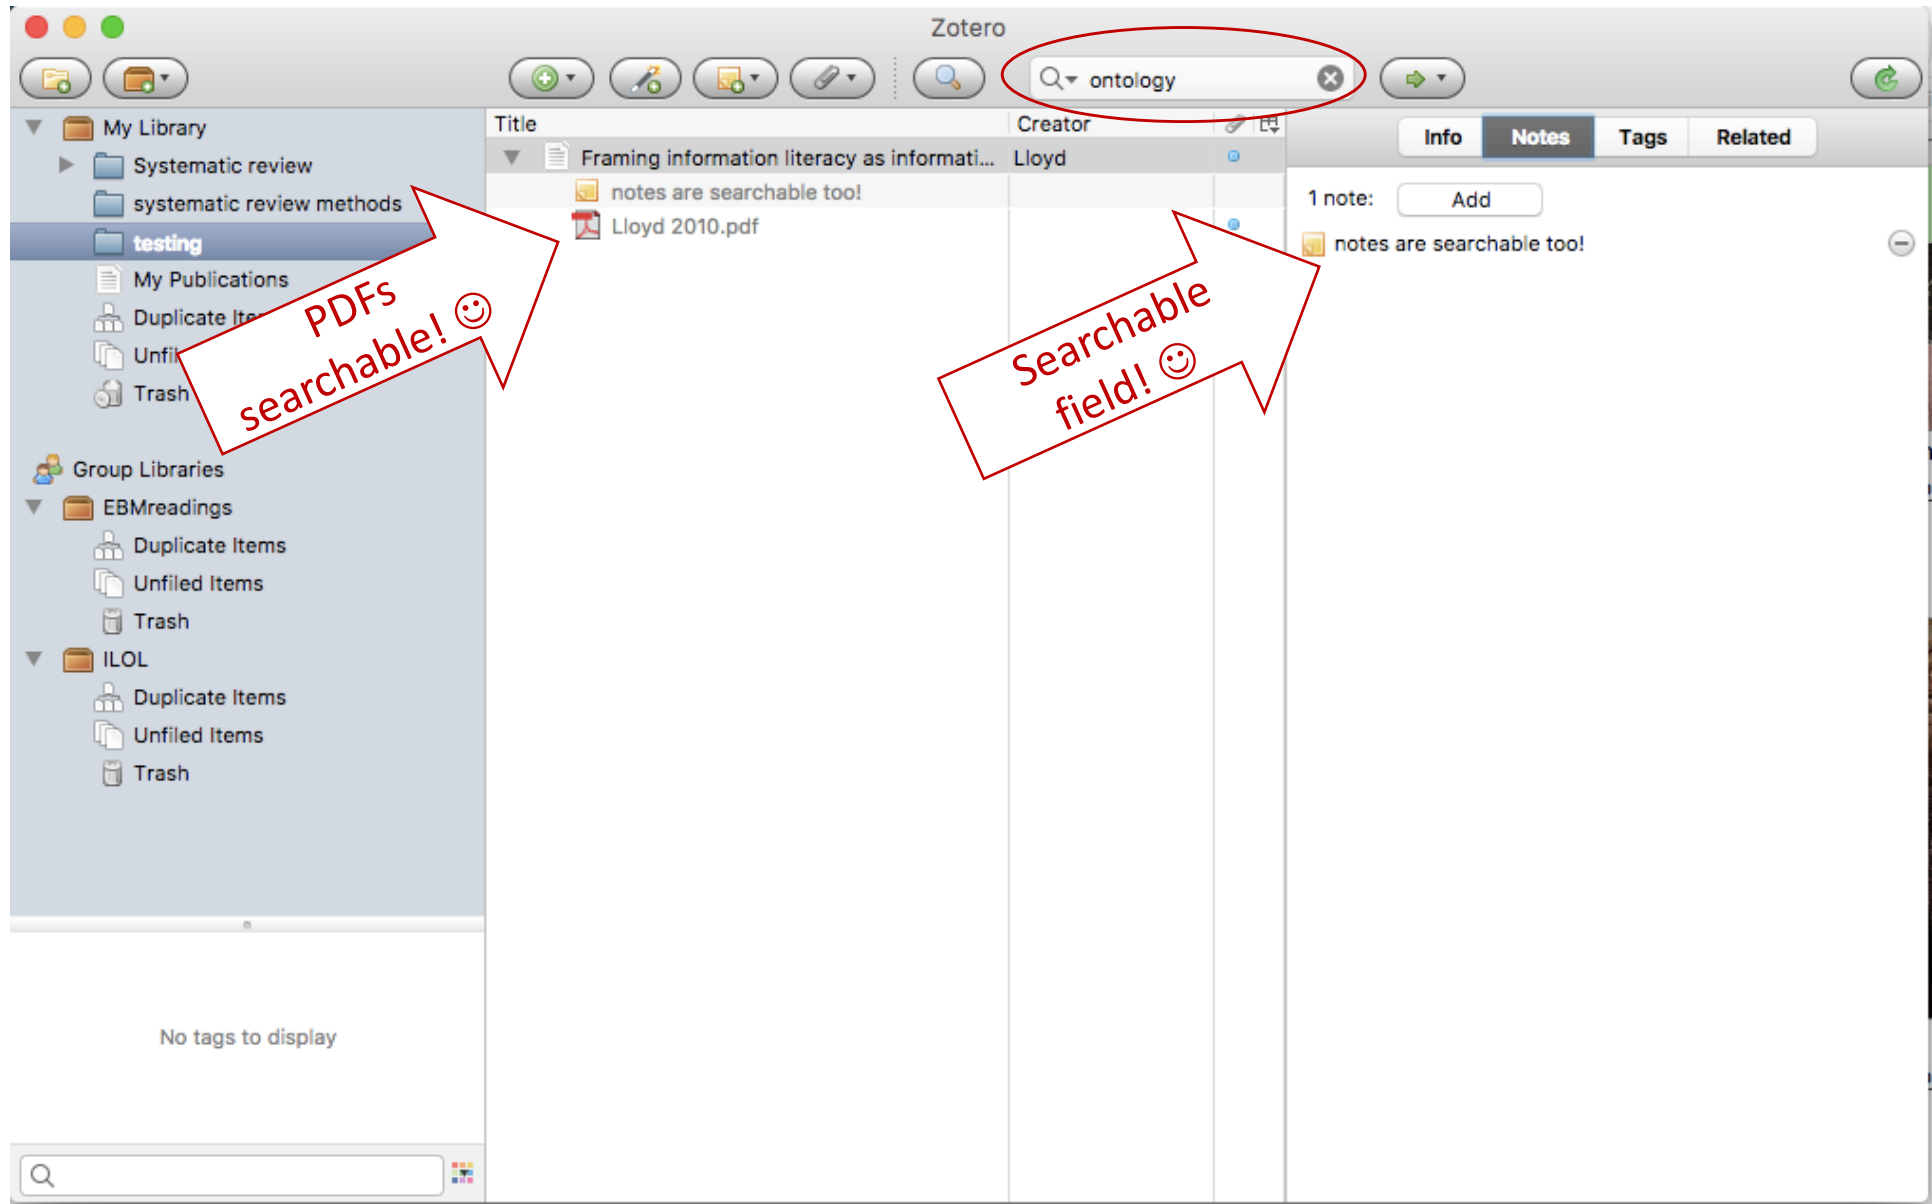 Zotero
ontology
My Library
Systematic review
systematic review methods
testing
My Publications
Duplicate Ite
Unfil
Trash
Group Libraries
EBMreadings
Duplicate Items
Unfiled Items
Trash
ILOL
Duplicate Items
Unfiled Items
Trash
No tags to display
Title Creator
Framing information literacy as informati... Lloyd
notes are searchable too!
Lloyd 2010.pdf
PDFs
searchable! ☺
Searchable
field! ☺
Info Notes Tags Related
1 note: Add
notes are searchable too!